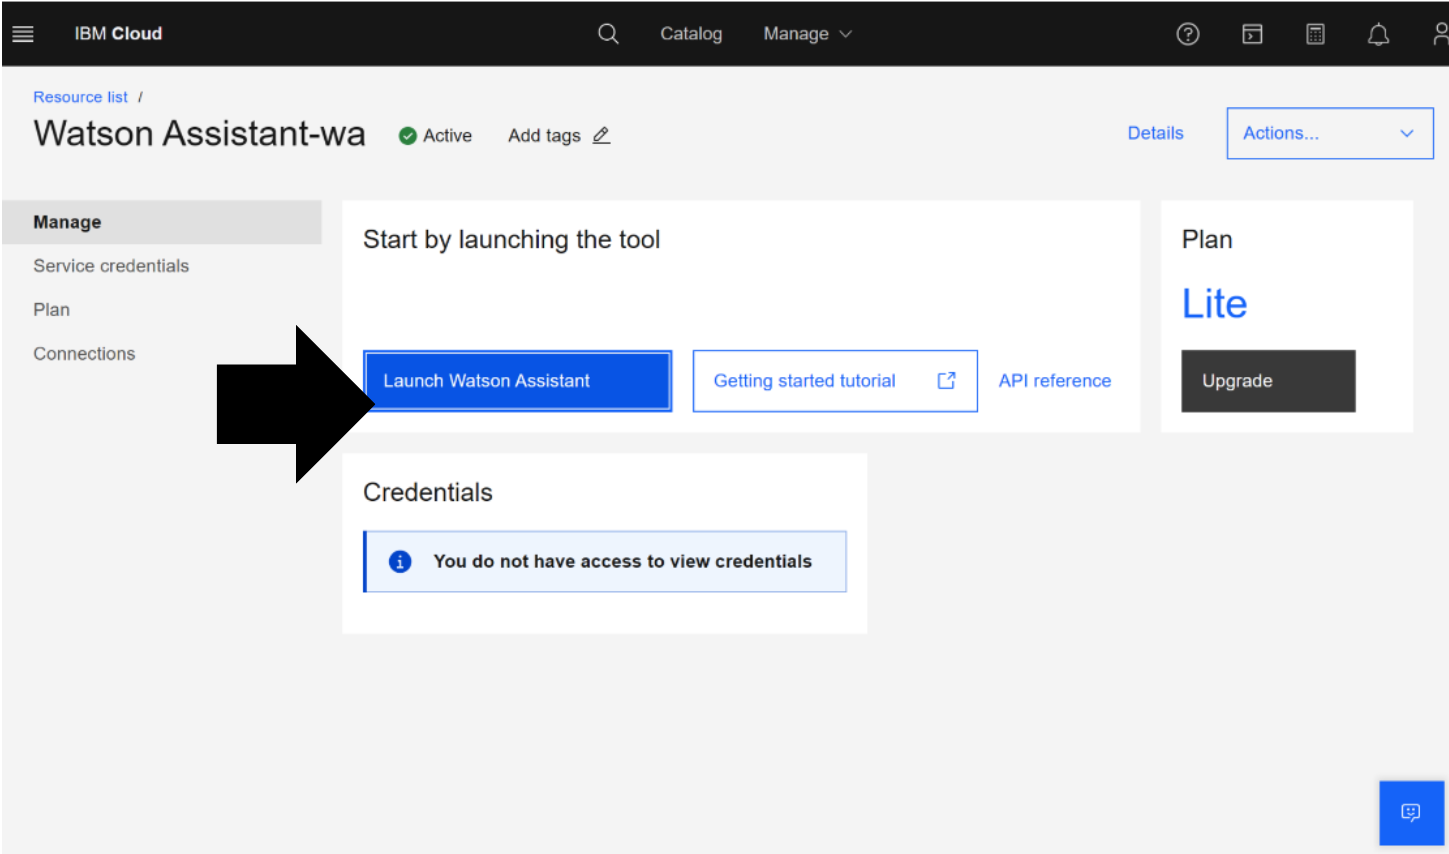 IBM Cloud
Catalog
Manage
Resource list /
Watson Assistant-wa
Active
Add tags
Details
Actions...
Manage
Service credentials
Plan
Connections
Start by launching the tool
Launch Watson Assistant
Getting started tutorial
API reference
Plan
Lite
Upgrade
Credentials
You do not have access to view credentials